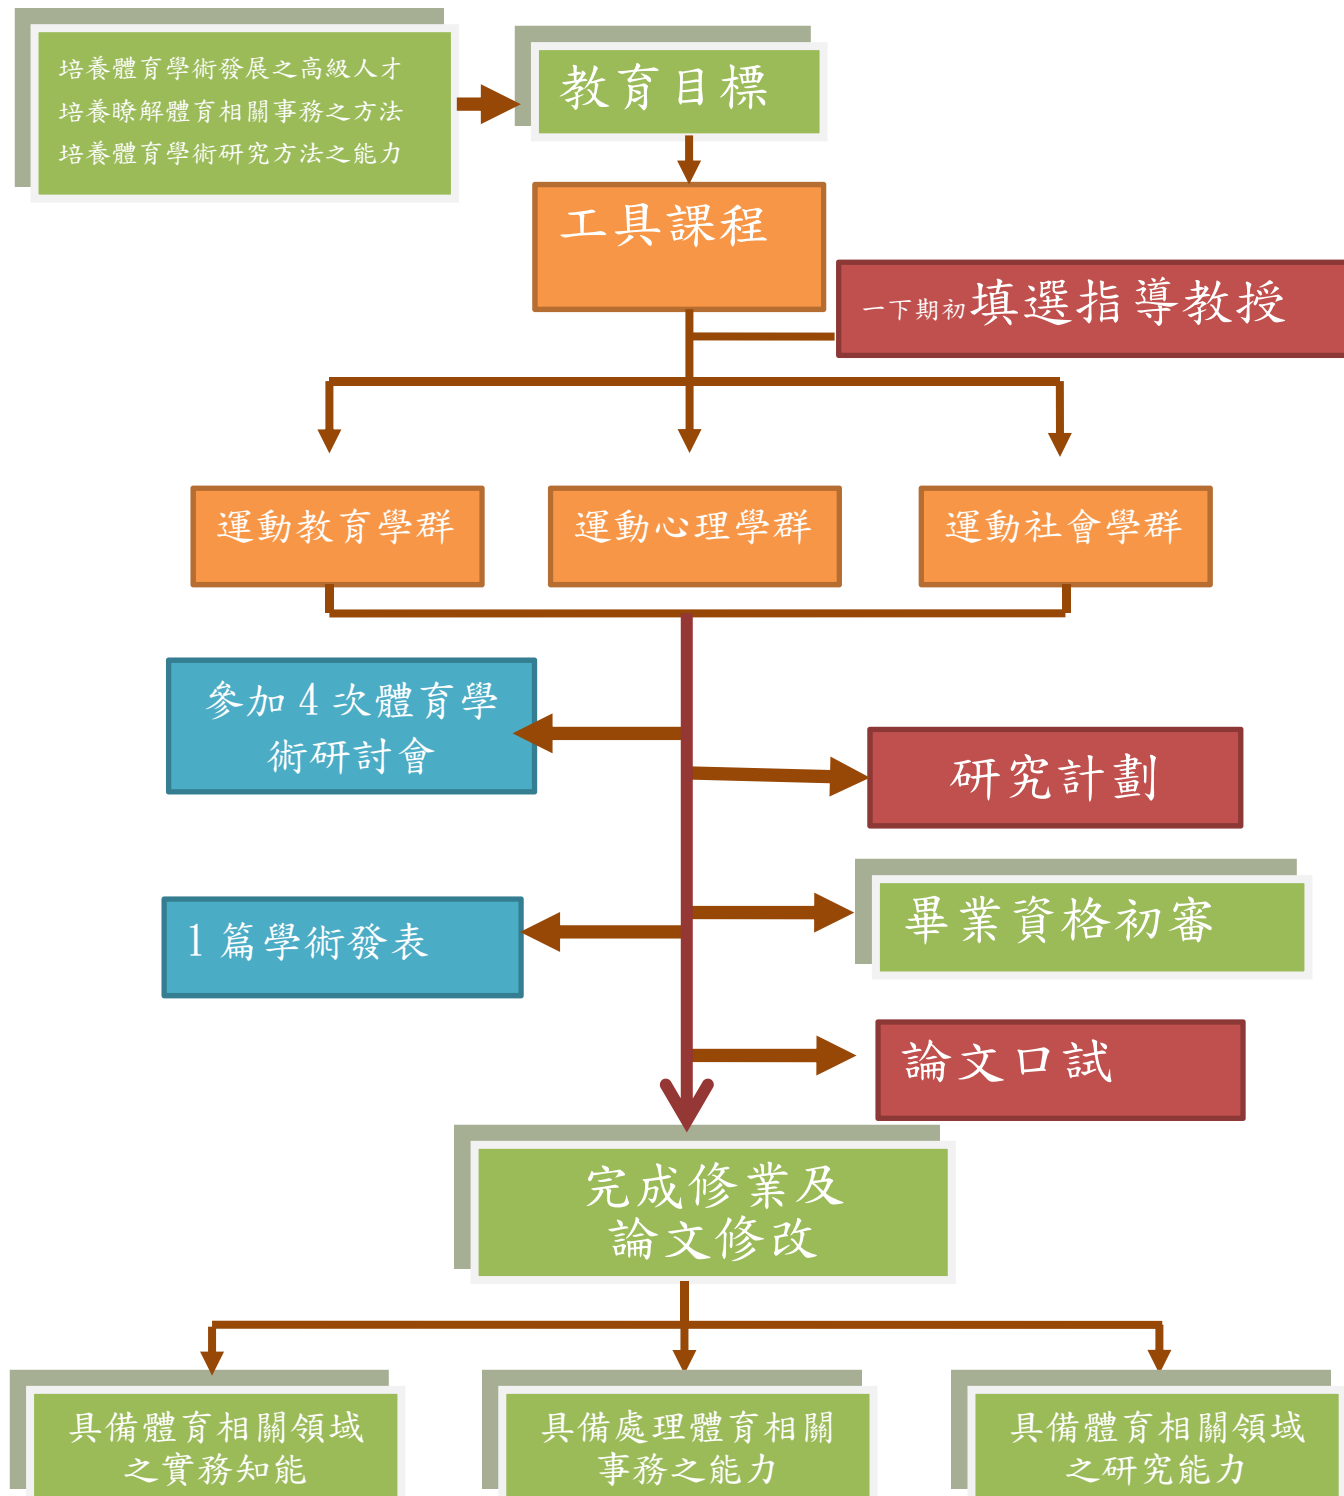 培養體育學術發展之高級人才
培養瞭解體育相關事務之方法
培養體育學術研究方法之能力
教育目標
工具課程
一下期初填選指導教授
運動教育學群
運動心理學群
運動社會學群
參加 4 次體育學
術研討會
研究計劃
畢業資格初審
1 篇學術發表
論文口試
完成修業及
論文修改
具備體育相關領域
之實務知能
具備處理體育相關
事務之能力
具備體育相關領域
之研究能力